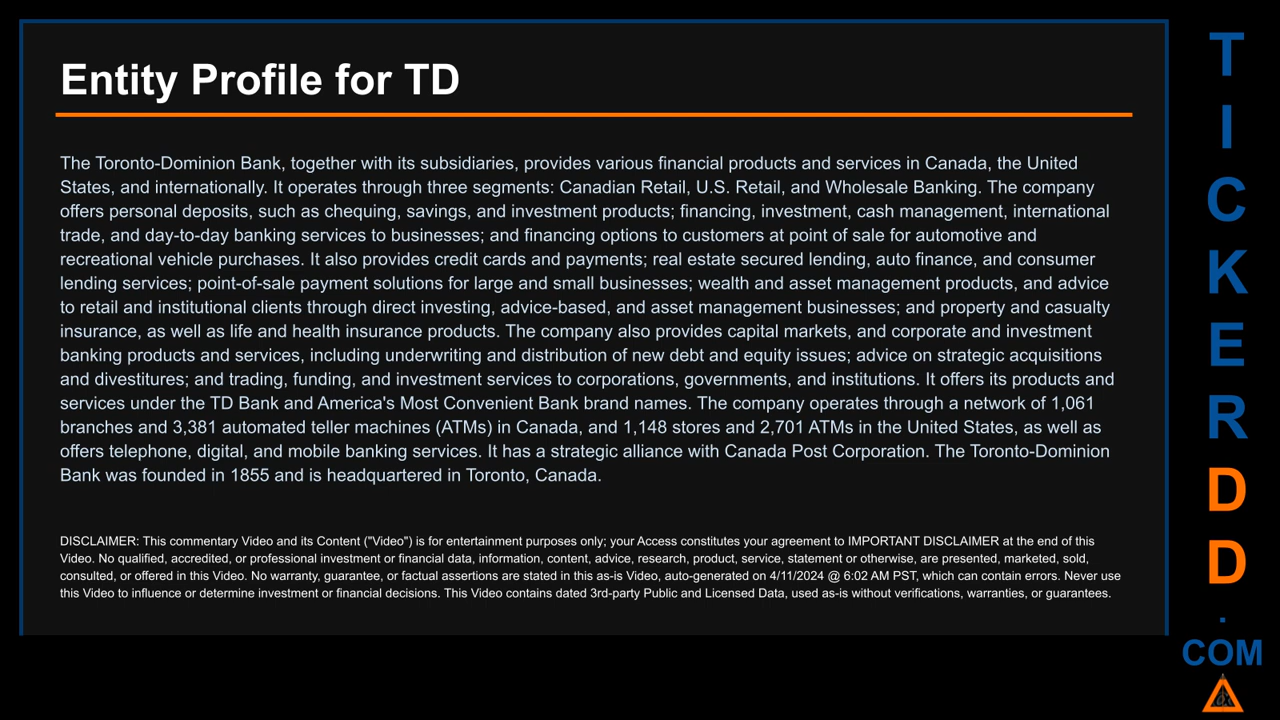 Entity Profile for TD
The Toronto-Dominion Bank, together with its subsidiaries, provides various financial products and services in Canada, the United
States, and internationally. It operates through three segments: Canadian Retail, U.S. Retail, and Wholesale Banking. The company
offers personal deposits, such as chequing, savings, and investment products; financing, investment, cash management, international
trade, and day-to-day banking services to businesses; and financing options to customers at point of sale for automotive and
recreational vehicle purchases. It also provides credit cards and payments; real estate secured lending, auto finance, and consumer
lending services; point-of-sale payment solutions for large and small businesses; wealth and asset management products, and advice
to retail and institutional clients through direct investing, advice-based, and asset management businesses; and property and casualty
insurance, as well as life and health insurance products. The company also provides capital markets, and corporate and investment
banking products and services, including underwriting and distribution of new debt and equity issues; advice on strategic acquisitions
and divestitures; and trading, funding, and investment services to corporations, governments, and institutions. It offers its products and
services under the TD Bank and America's Most Convenient Bank brand names. The company operates through a network of 1,061
branches and 3,381 automated teller machines (ATMs) in Canada, and 1,148 stores and 2,701 ATMs in the United States, as well as
offers telephone, digital, and mobile banking services. It has a strategic alliance with Canada Post Corporation. The Toronto-Dominion
Bank was founded in 1855 and is headquartered in Toronto, Canada.
DISCLAIMER: This commentary Video and its Content ("Video") is for entertainment purposes only; your Access constitutes your agreement to IMPORTANT DISCLAIMER at the end of this
Video. No qualified, accredited, or professional investment or financial data, information, content, advice, research, product, service, statement or otherwise, are presented, marketed, sold,
consulted, or offered in this Video. No warranty, guarantee, or factual assertions are stated in this as-is Video, auto-generated on 4/11/2024 @ 6:02 AM PST, which can contain errors. Never use
this Video to influence or determine investment or financial decisions. This Video contains dated 3rd-party Public and Licensed Data, used as-is without verifications, warranties, or guarantees.
T
I
C
K
E
R
D
D
.
COM